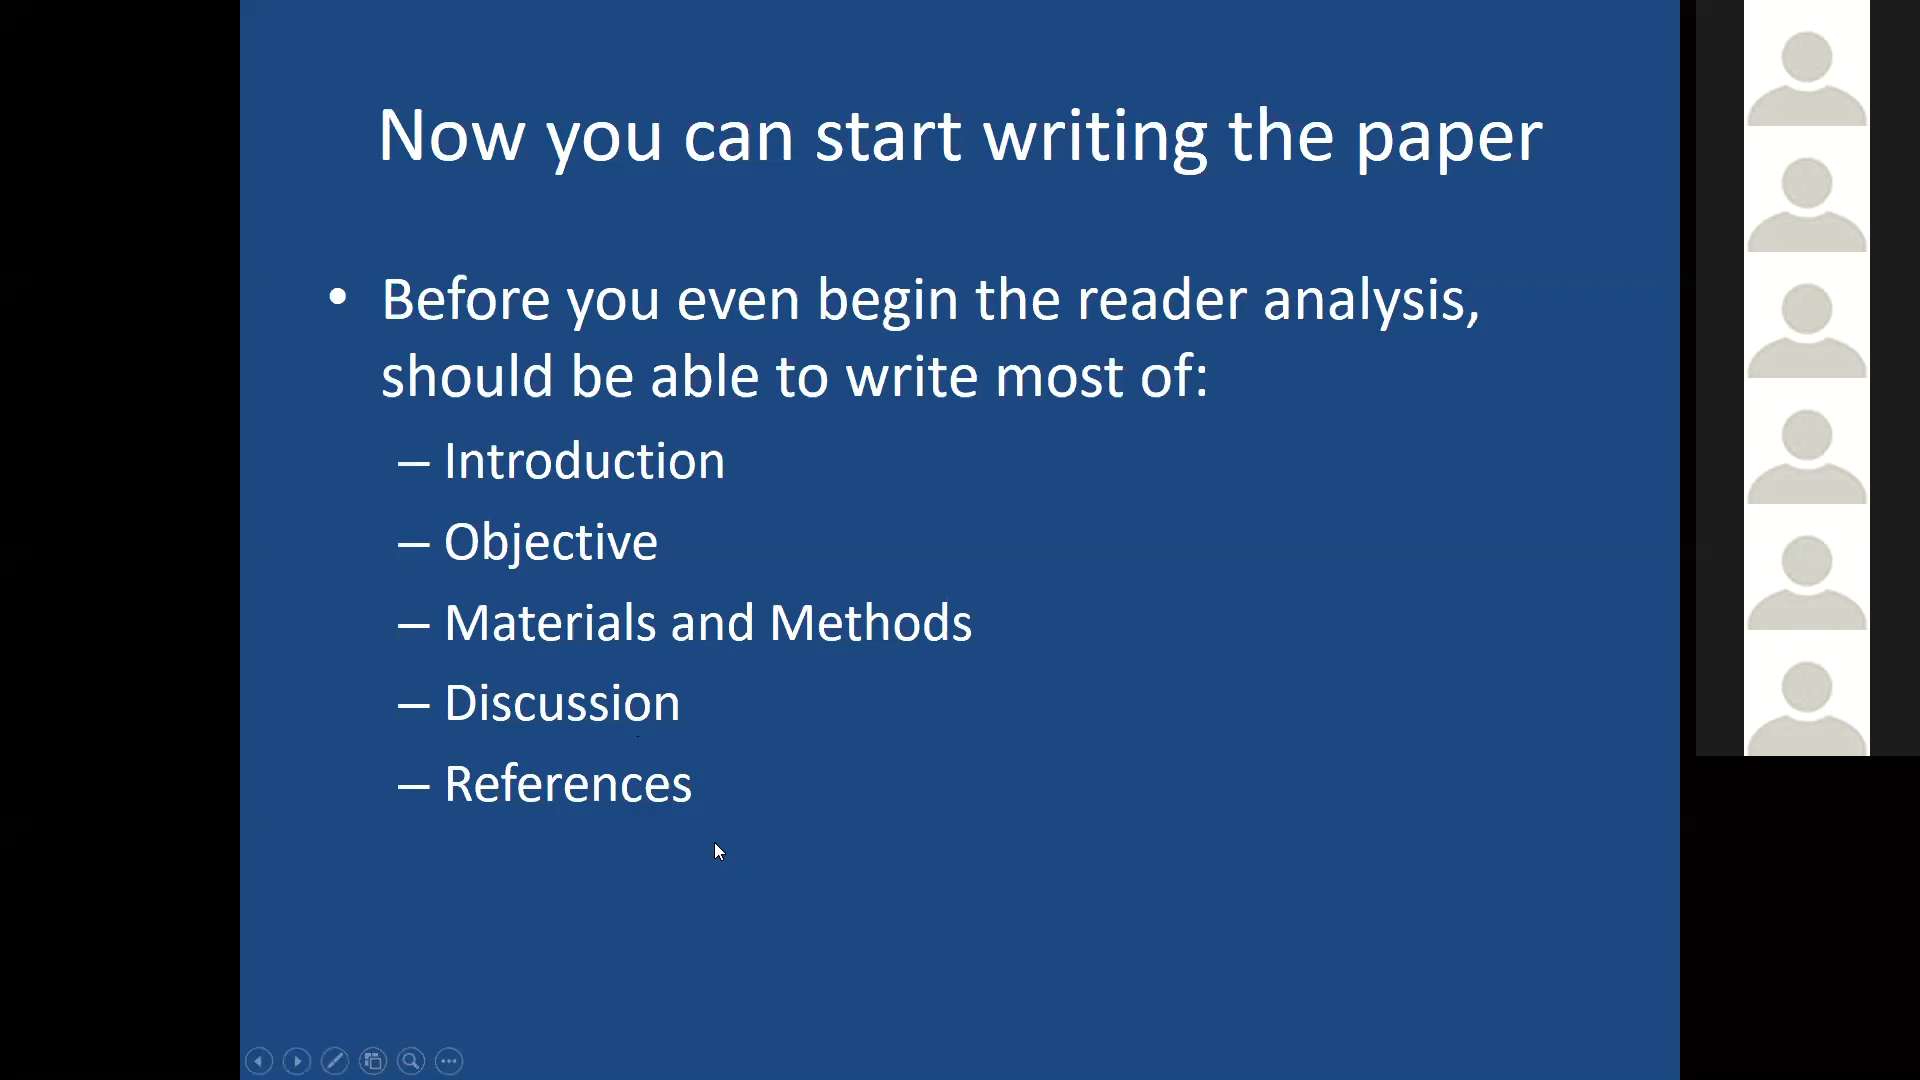 Now you can start writing the paper
• Before you even begin the reader analysis,
should be able to write most of:
– Introduction
– Objective
– Materials and Methods
– Discussion
– References